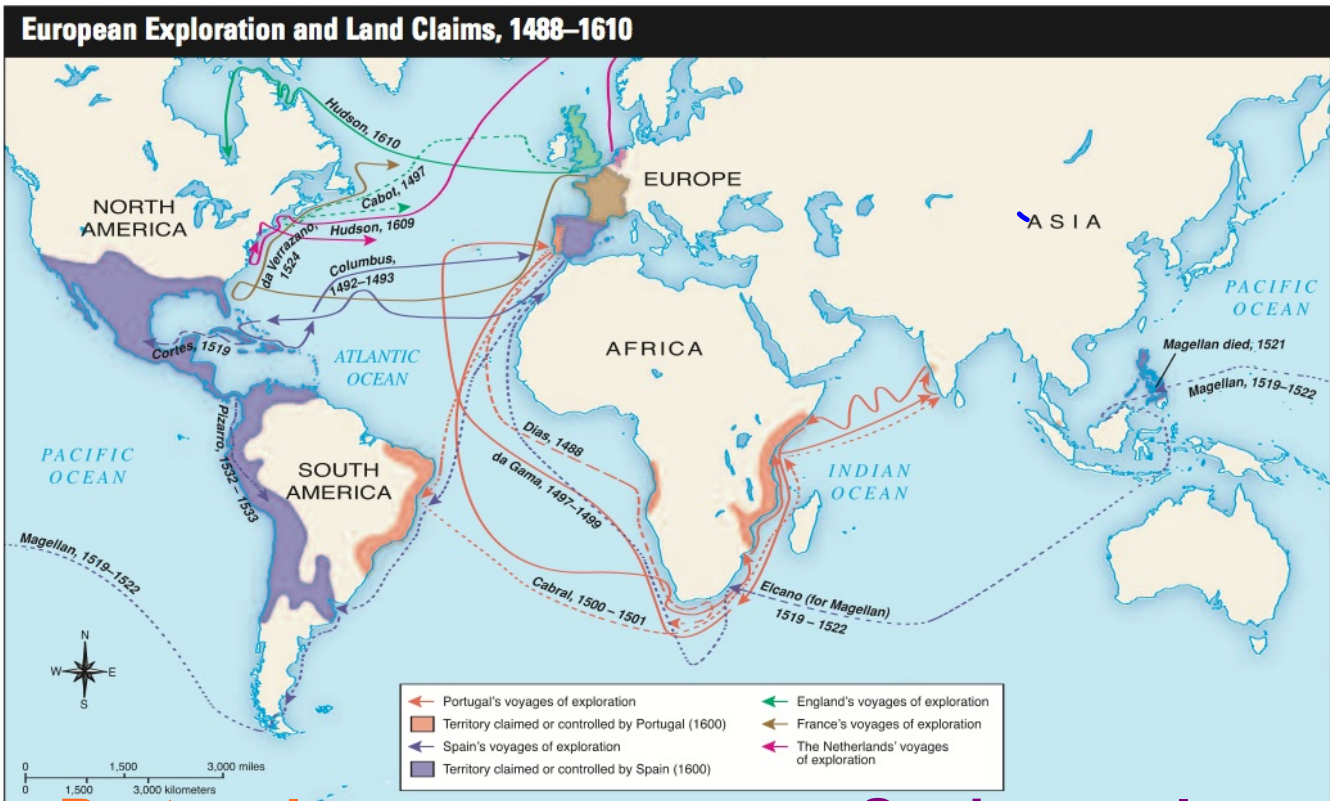 European Exploration and Land Claims, 1488–1610
Hudson, 1610
Cabot, 1497
Hudson, 1609
da Verrazano,
1524
Columbus,
1492–1493
Cortes, 1519
NORTH
AMERICA
EUROPE
ASIA
PACIFIC
OCEAN
ATLANTIC
OCEAN
AFRICA
Magellan died, 1521
Magellan, 1519–1522
Pizarro, 1532 – 1533
Dias, 1488
da Gama, 1497–1499
PACIFIC
OCEAN
SOUTH
AMERICA
INDIAN
OCEAN
Magellan, 1519–1522
Cabral, 1500 – 1501
Elcano (for Magellan)
1519 – 1522
N
W E
S
Portugal's voyages of exploration
Territory claimed or controlled by Portugal (1600)
Spain's voyages of exploration
Territory claimed or controlled by Spain (1600)
England's voyages of exploration
France's voyages of exploration
The Netherlands' voyages
of exploration
0 1,500 3,000 miles
0 1,500 3,000 kilometers